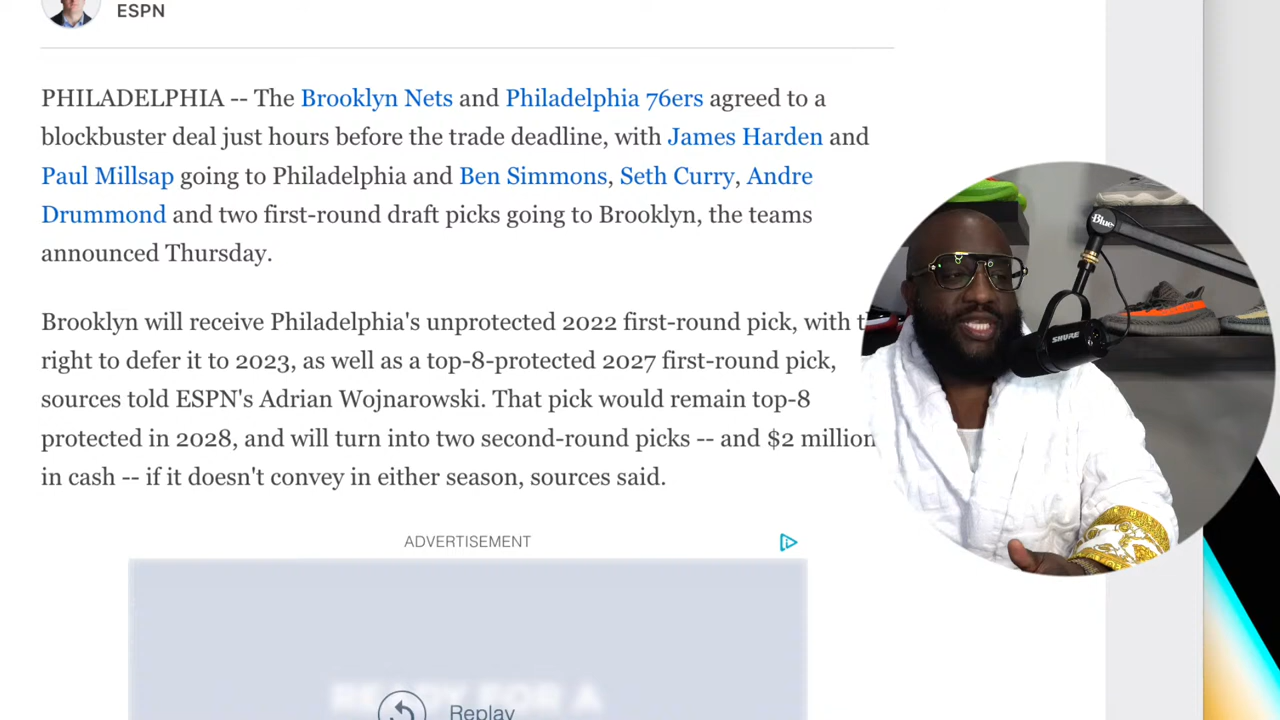 ESPN
PHILADELPHIA -- The Brooklyn Nets and Philadelphia 76ers agreed to a
blockbuster deal just hours before the trade deadline, with James Harden and
Paul Millsap going to Philadelphia and Ben Simmons, Seth Curry, Andre
Drummond and two first-round draft picks going to Brooklyn, the teams
announced Thursday.
Brooklyn will receive Philadelphia's unprotected 2022 first-round pick, with
right to defer it to 2023, as well as a top-8-protected 2027 first-round pick,
sources told ESPN's Adrian Wojnarowski. That pick would remain top-8
protected in 2028, and will turn into two second-round picks -- and $2 million
in cash -- if it doesn't convey in either season, sources said.
ADVERTISEMENT
READY FOR A
Replay
Blue
SHURE